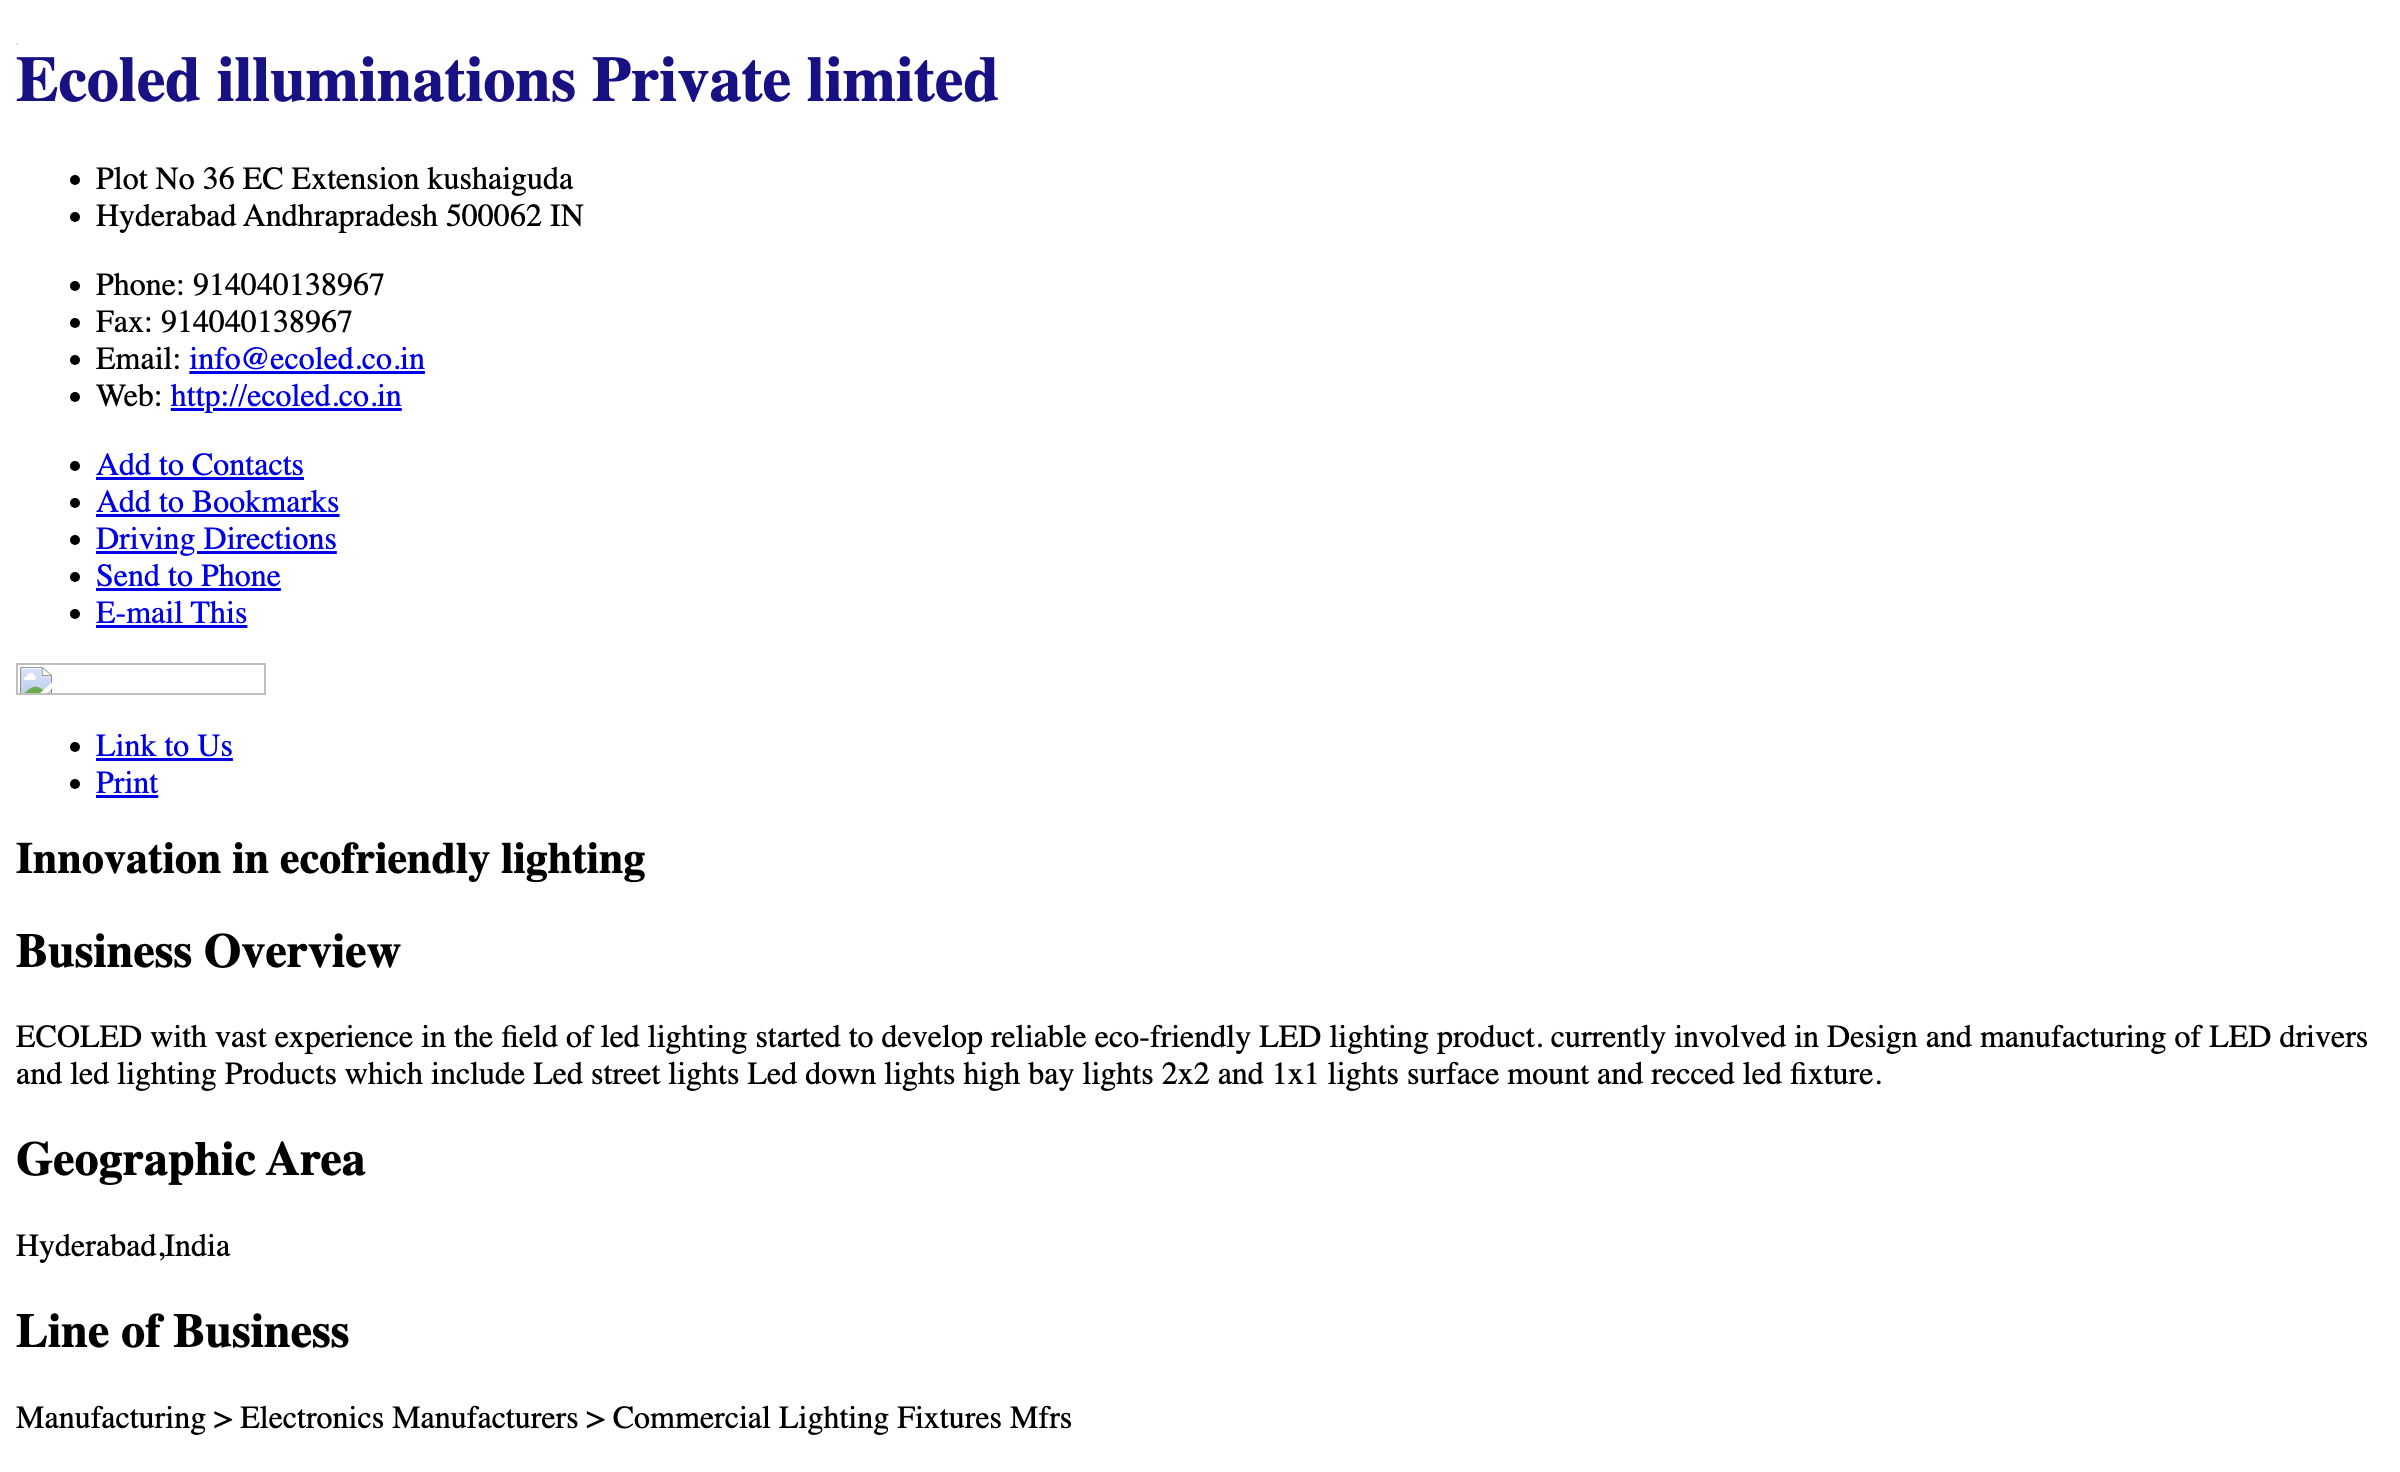 Ecoled illuminations Private limited
Plot No 36 EC Extension kushaiguda
Hyderabad Andhrapradesh 500062 IN
Phone: 914040138967
Fax: 914040138967
Email: info@ecoled.co.in
Web: http://ecoled.co.in
Add to Contacts
Add to Bookmarks
Driving Directions
Send to Phone
E-mail This
Link to Us
Print
Innovation in ecofriendly lighting
Business Overview
ECOLED with vast experience in the field of led lighting started to develop reliable eco-friendly LED lighting product. currently involved in Design and manufacturing of LED drivers
and led lighting Products which include Led street lights Led down lights high bay lights 2x2 and 1x1 lights surface mount and recced led fixture.
Geographic Area
Hyderabad,India
Line of Business
Manufacturing > Electronics Manufacturers > Commercial Lighting Fixtures Mfrs